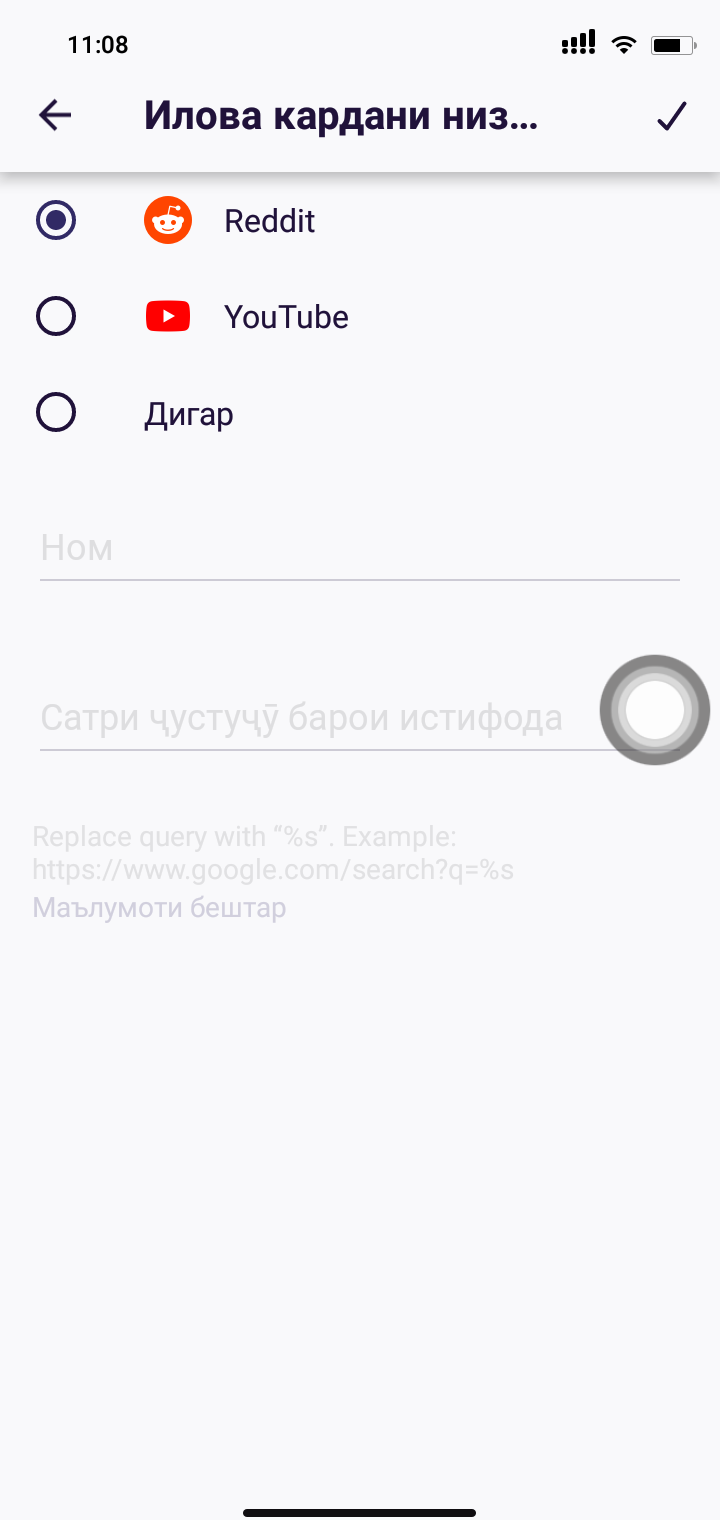 11:08
Илова кардани низ...
Reddit
YouTube
Дигар
Ном
Сатри ҷустуҷӯ барои истифода
Replace query with “%s”. Example:
https://www.google.com/search?q=%s
Маълумоти бештар